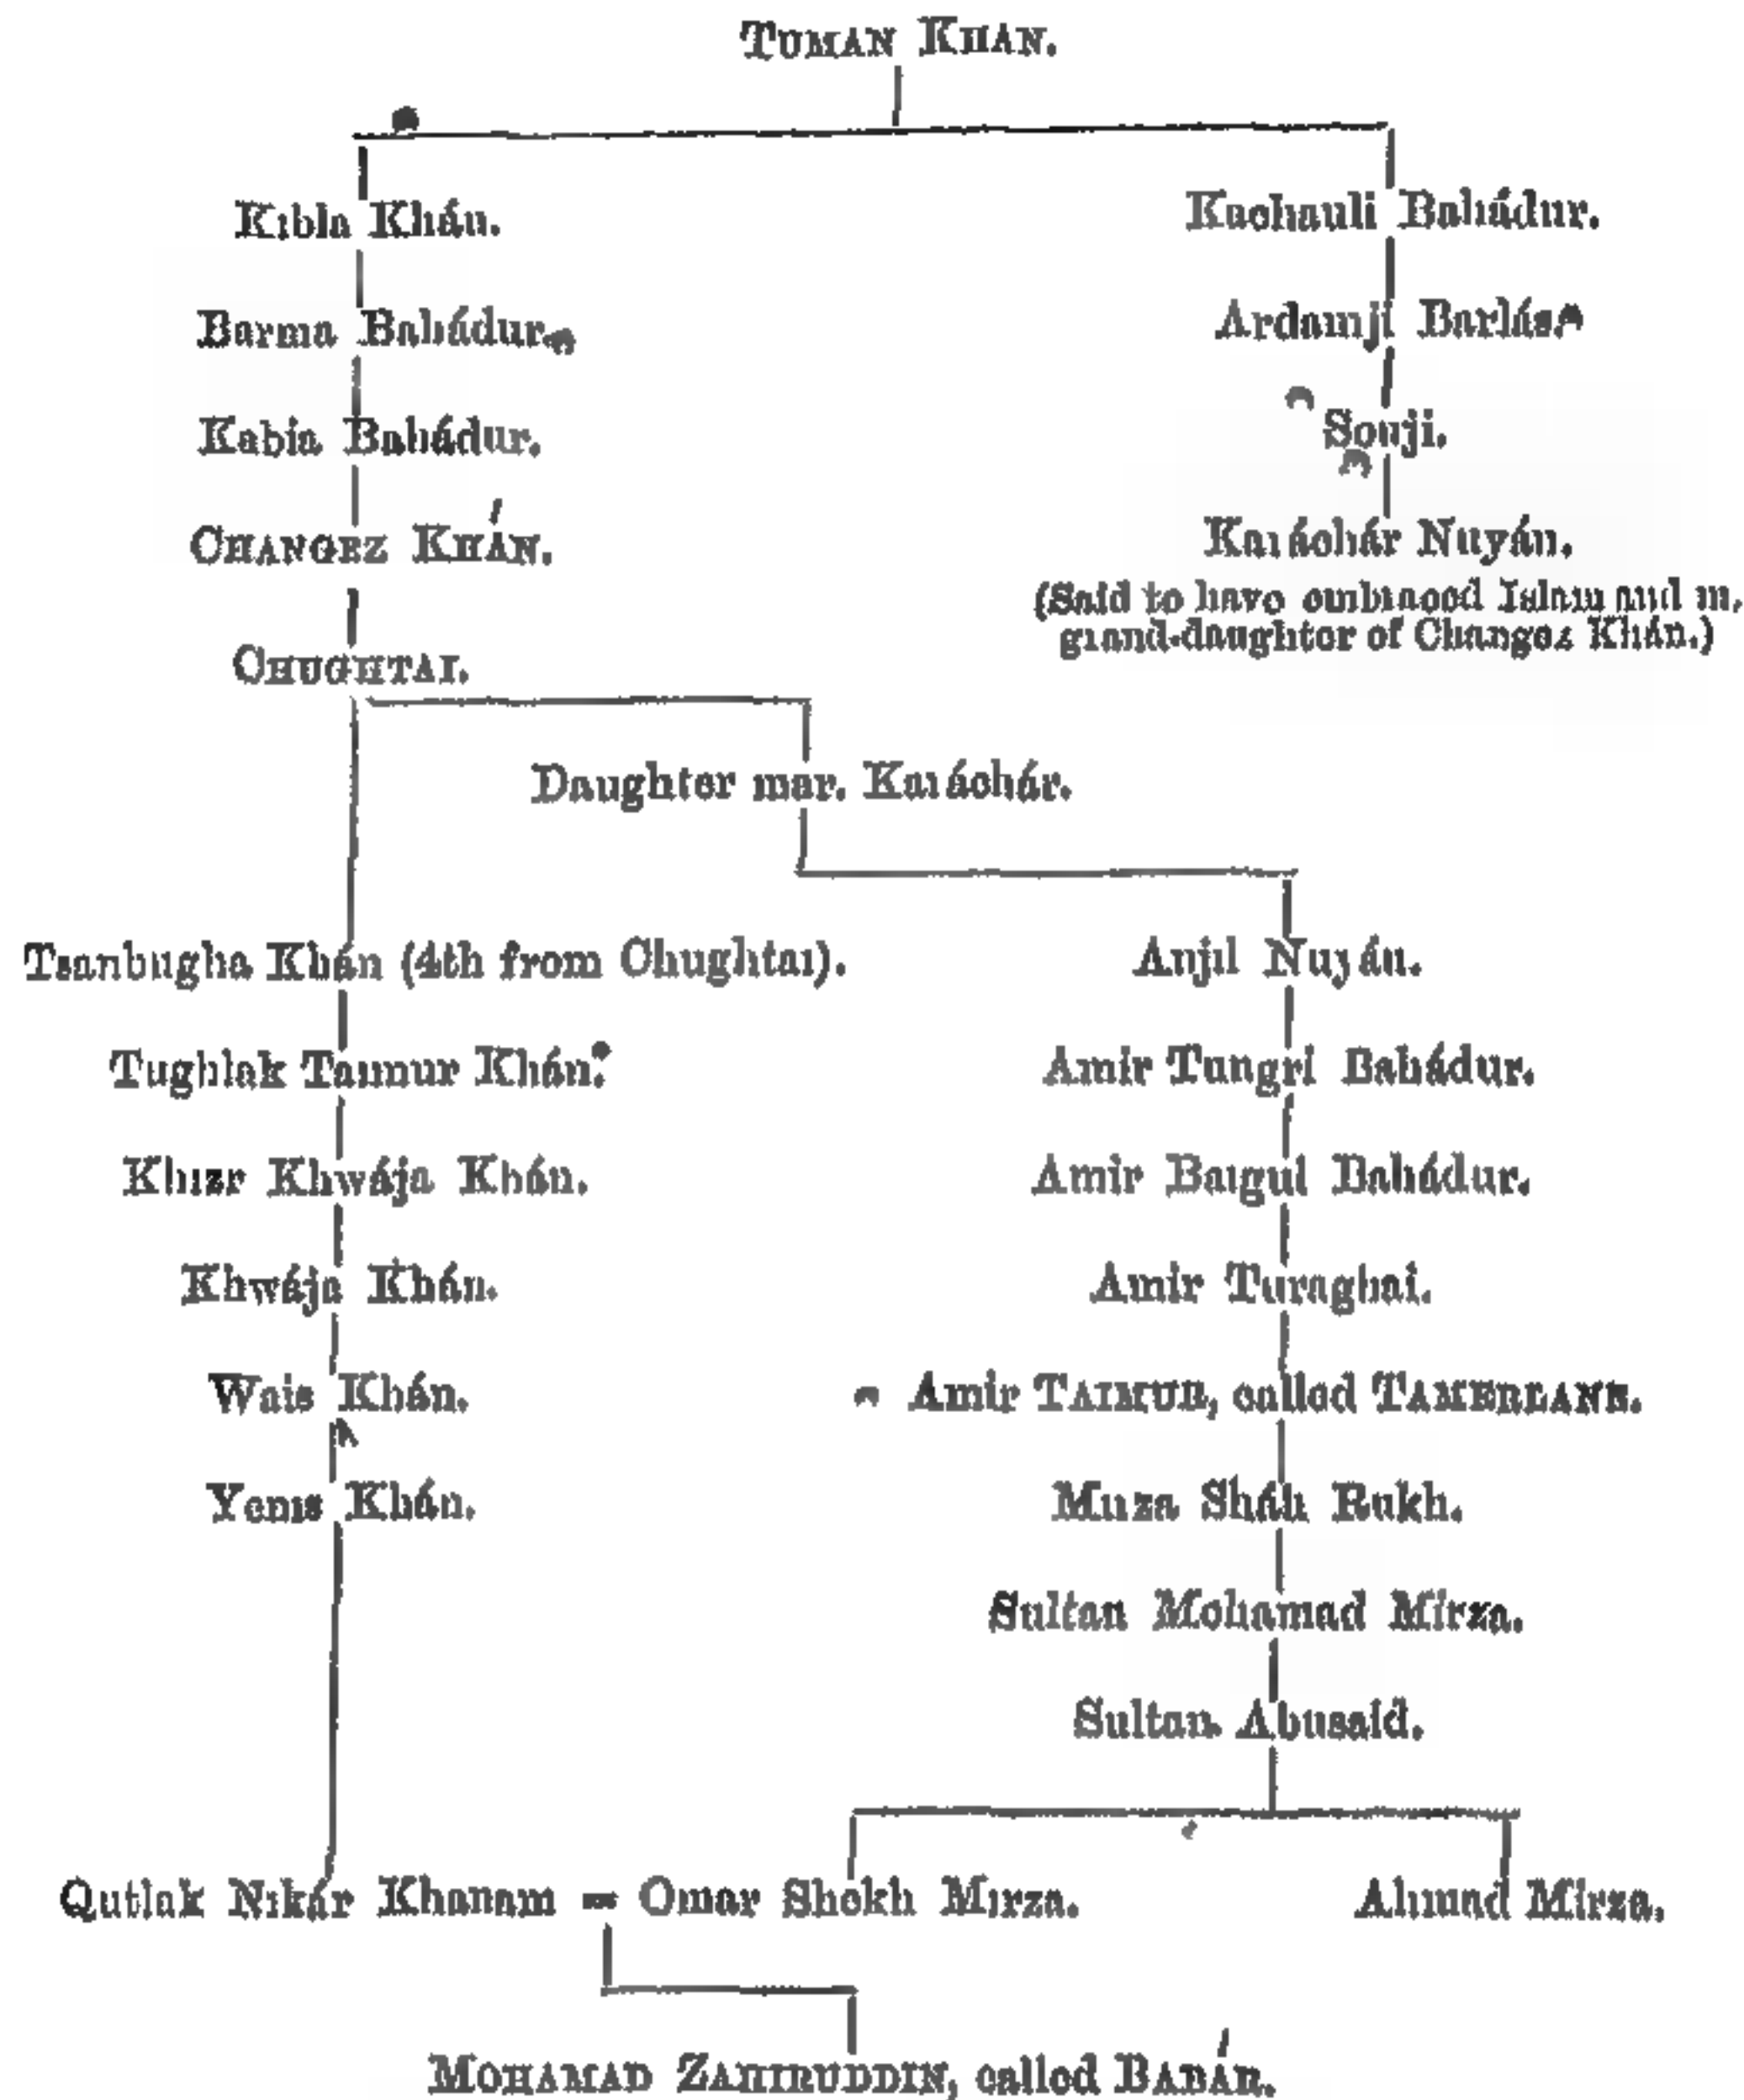 TUMAN KHAN.
Kibla Khán.
Kachauli Bahádur.
Barma Bahádur.
Ardamji Barlás.
Kabia Bahádur.
Souji.
CHANGEZ KHÁN.
Karáchár Nuyán.
(Said to have embraced Islam and m.
grand-daughter of Changez Khán.)
CHUGHTAI.
Daughter mar. Karáchár.
Tsanbugha Khán (4th from Chughtai).
Anjil Nuyán.
Tughlak Taimur Khán.
Amir Tungri Bahádur.
Khizr Khwája Khán.
Amir Baigul Bahádur.
Khwája Khán.
Amir Turaghai.
Wais Khán.
Amir TAIMUR, called TAMERLANE.
Yenis Khán.
Mirza Sháh Rukh.
Sultan Mohamad Mirza.
Sultan Abusaid.
Qutlak Nikár Khanam = Omar Shekh Mirza.
Ahmad Mirza.
MOHAMAD ZAHIRUDDIN, called BABÁR.